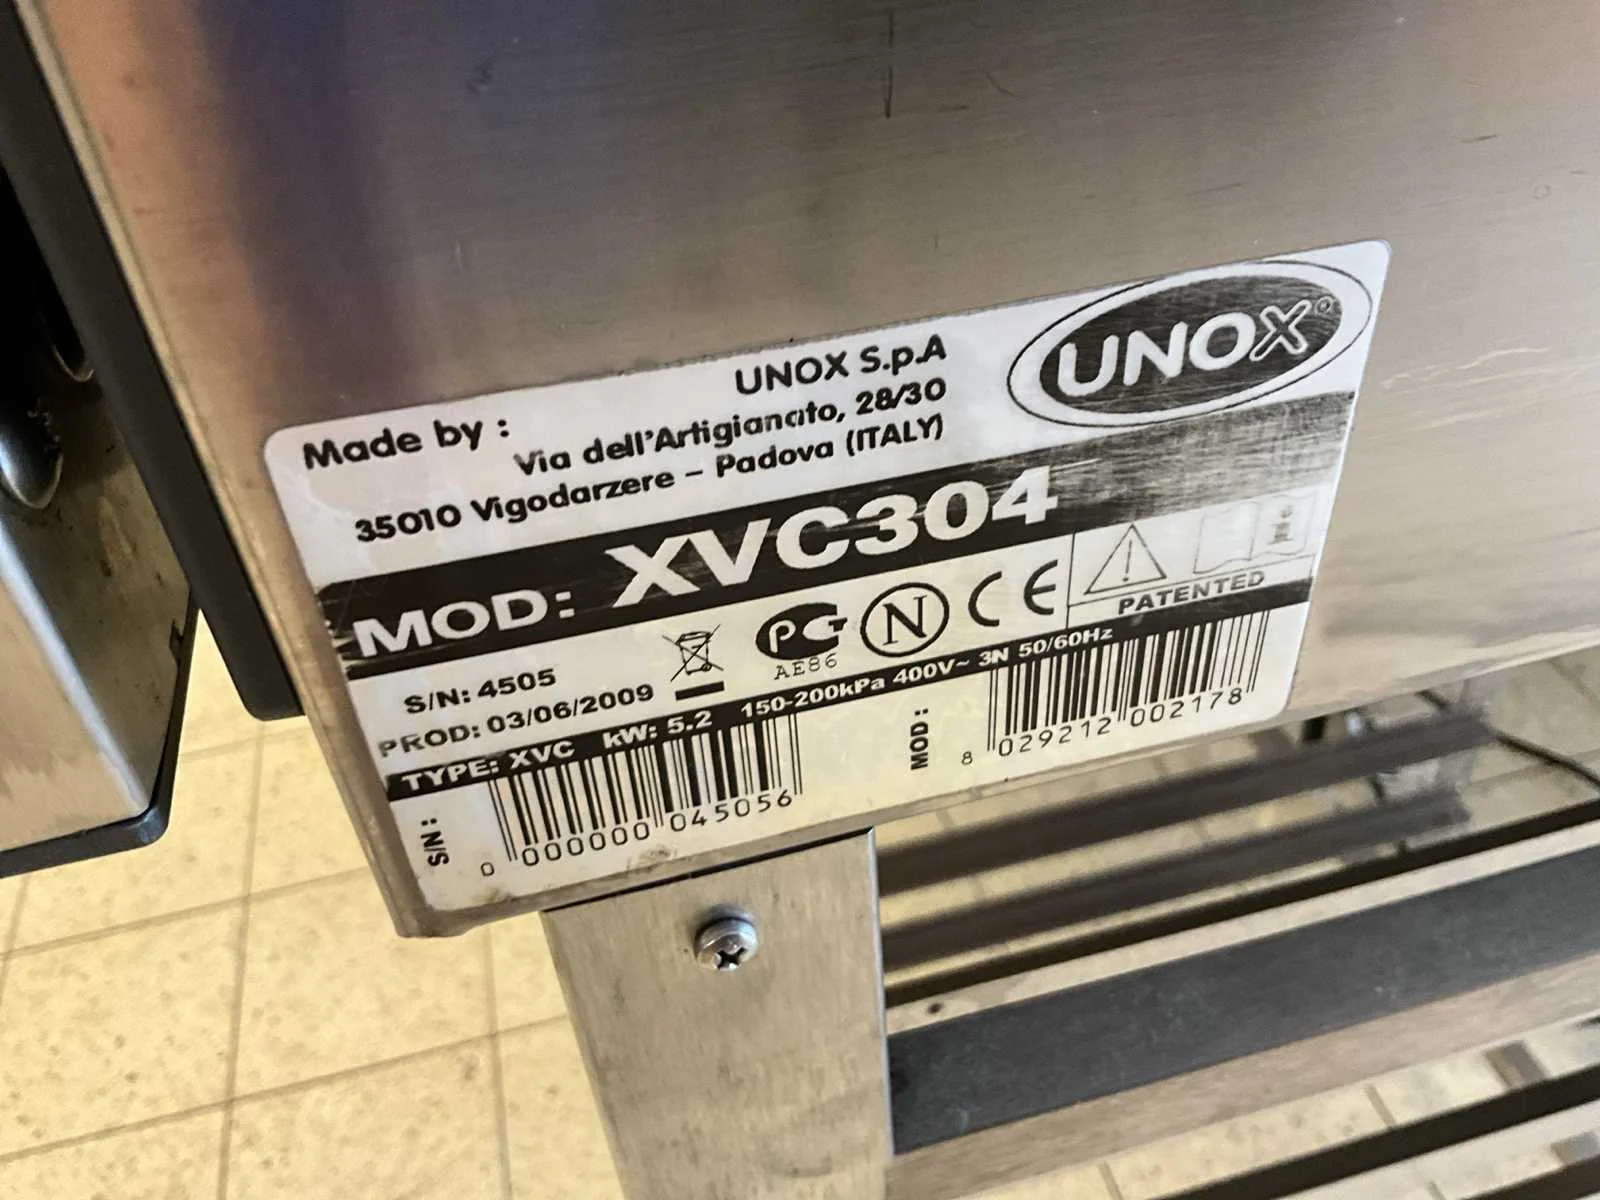 UNOX®
Made by :
UNOX S.p.A
Via dell'Artigianato, 28/30
35010 Vigodarzere - Padova (ITALY)
MOD: XVC304
S/N: 4505
PROD: 03/06/2009
PCT
AE86
N
CE
PATENTED
TYPE: XVC kW: 5.2 150-200kPa 400V~ 3N 50/60Hz
S/N :
0 000000 045056
MOD :
8 029212 002178